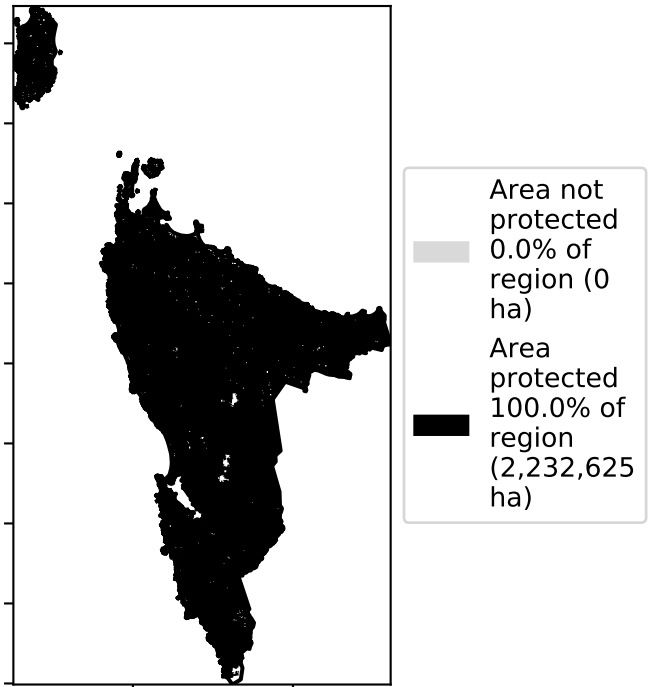 Area not
protected
0.0% of
region (0
ha)
Area
protected
100.0% of
region
(2,232,625
ha)